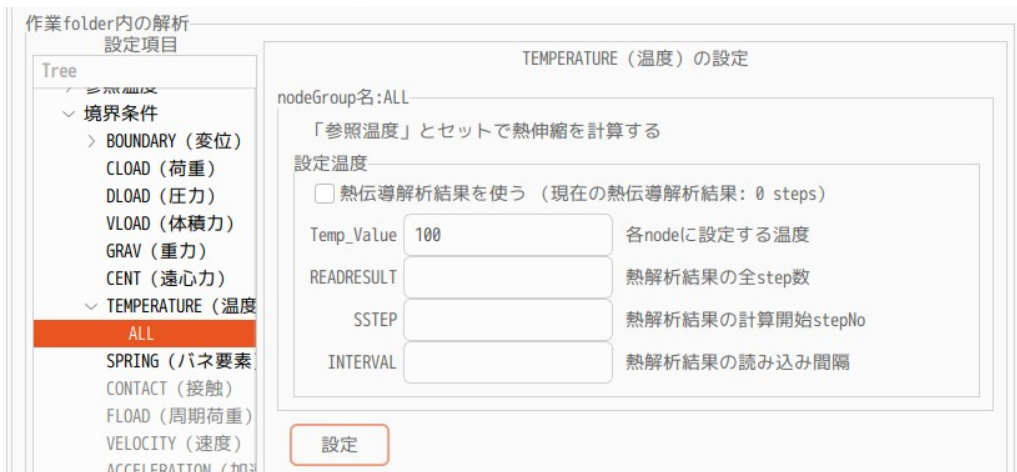 作業folder内の解析
設定項目
Tree
参照温度
境界条件
BOUNDARY (変位)
CLOAD (荷重)
DLOAD (圧力)
VLOAD (体積力)
GRAV (重力)
CENT (遠心力)
TEMPERATURE (温度
ALL
SPRING (バネ要素
CONTACT (接触)
FLOAD (周期荷重)
VELOCITY (速度)
ACCELERATION (加速
TEMPERATURE (温度) の設定
nodeGroup名:ALL
「参照温度」とセットで熱伸縮を計算する
設定温度
熱伝導解析結果を使う (現在の熱伝導解析結果: 0 steps)
Temp_Value 100 各nodeに設定する温度
READRESULT 熱解析結果の全step数
SSTEP 熱解析結果の計算開始stepNo
INTERVAL 熱解析結果の読み込み間隔
設定